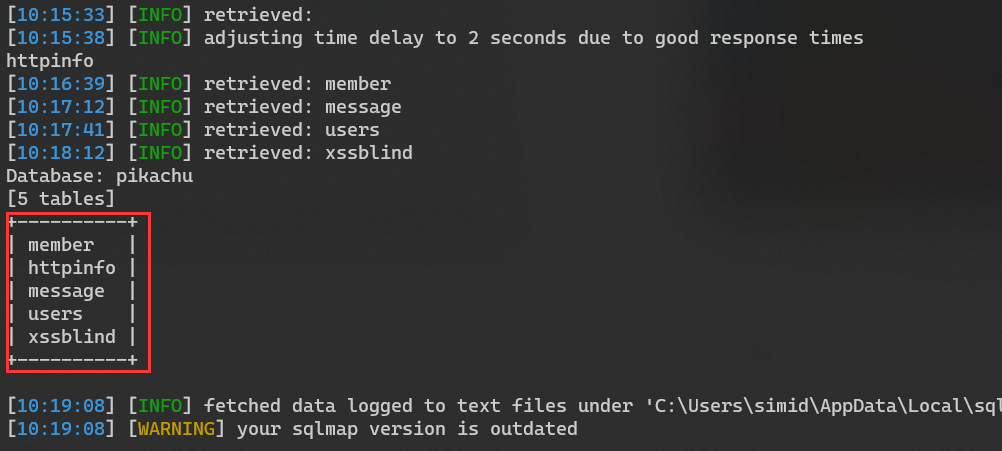 [10:15:33] [INFO] retrieved:
[10:15:38] [INFO] adjusting time delay to 2 seconds due to good response times
httpinfo
[10:16:39] [INFO] retrieved: member
[10:17:12] [INFO] retrieved: message
[10:17:41] [INFO] retrieved: users
[10:18:12] [INFO] retrieved: xssblind
Database: pikachu
[5 tables]
+----------+
| member   |
| httpinfo |
| message  |
| users    |
| xssblind |
+----------+
[10:19:08] [INFO] fetched data logged to text files under 'C:\Users\simid\AppData\Local\sql
[10:19:08] [WARNING] your sqlmap version is outdated